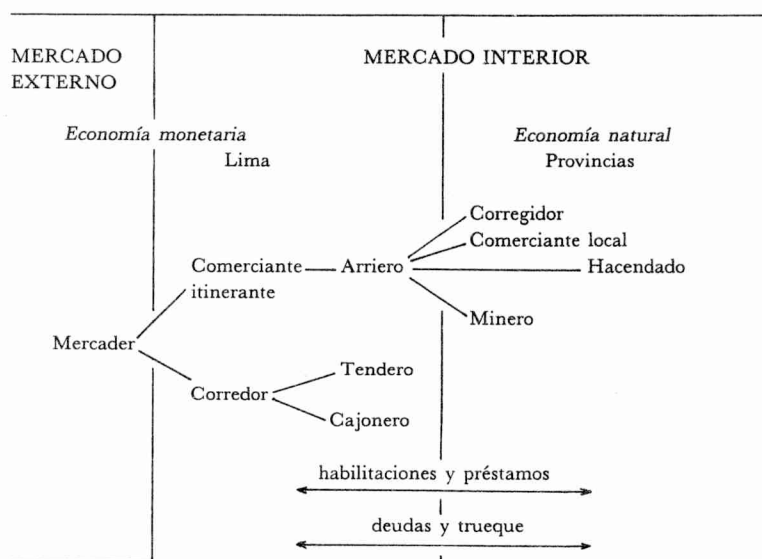 MERCADO
EXTERNO
MERCADO INTERIOR
Economía monetaria
Lima
Economía natural
Provincias
Corregidor
Comerciante local
Comerciante
itinerante
Arriero
Hacendado
Minero
Mercader
Tendero
Corredor
Cajonero
habilitaciones y préstamos
deudas y trueque